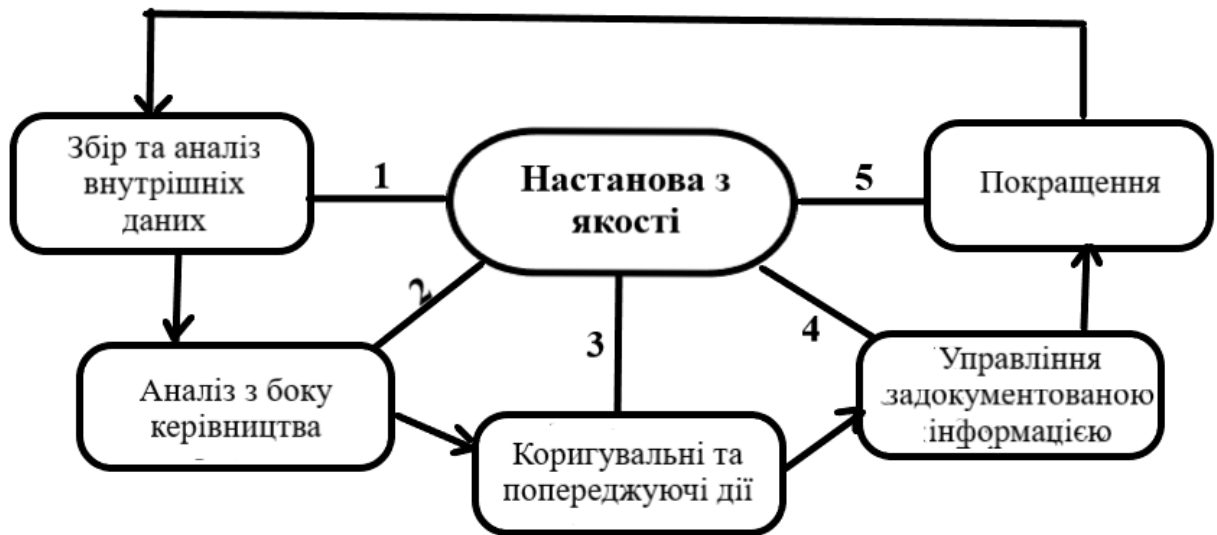 Збір та аналіз
внутрішніх
даних
1
Настанова з
якості
5
Покращення
2
3
4
Аналіз з боку
керівництва
Коригувальні та
попереджуючі дії
Управління
задокументованою
інформацією